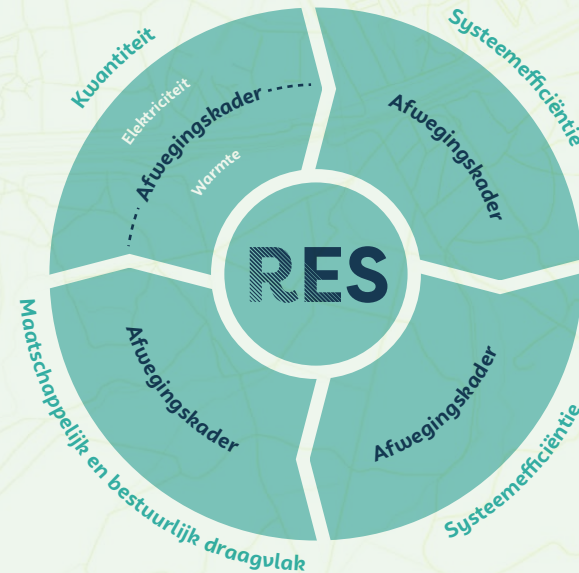 Kwantiteit
Elektriciteit
Afwegingskader
Warmte
Systeemefficiëntie
Afwegingskader
RES
Maatschappelijk en bestuurlijk draagvlak
Afwegingskader
Systeemefficiëntie
Afwegingskader